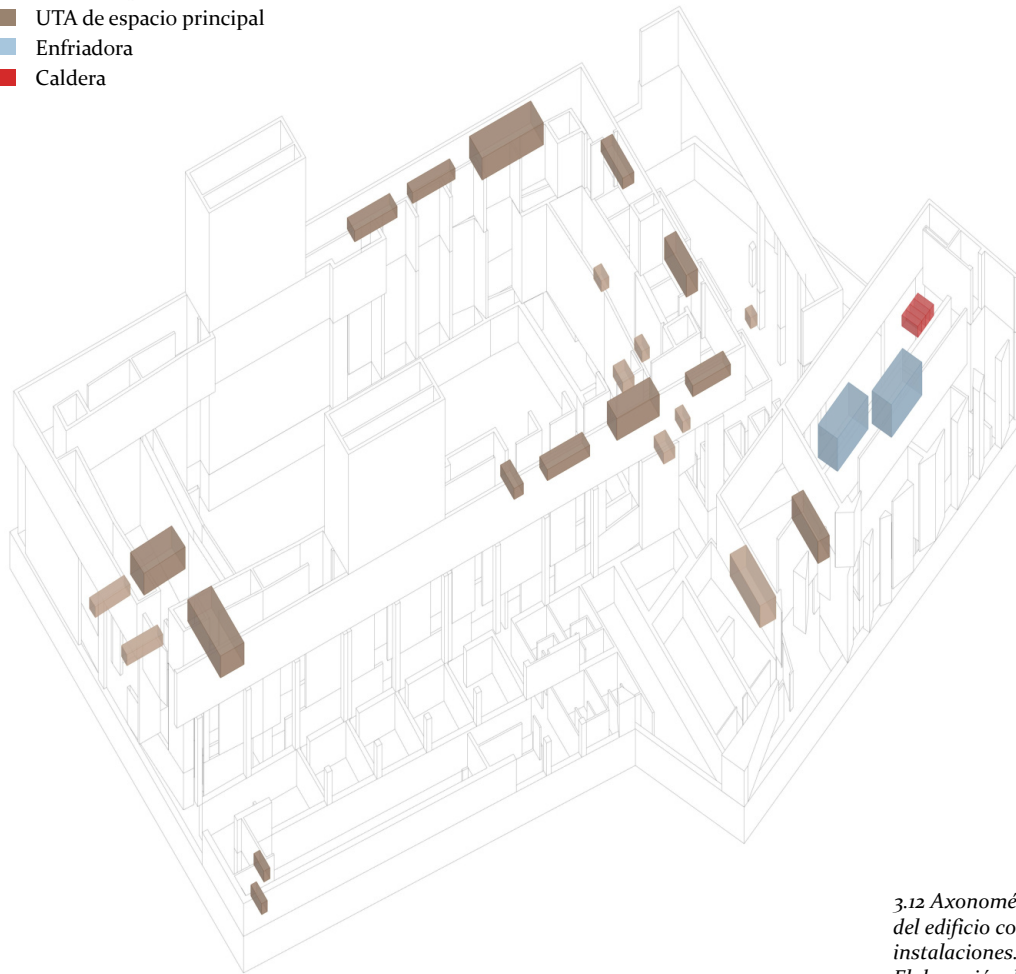 UTA de espacio principal
Enfriadora
Caldera
3.12 Axonomé
del edificio co
instalaciones.